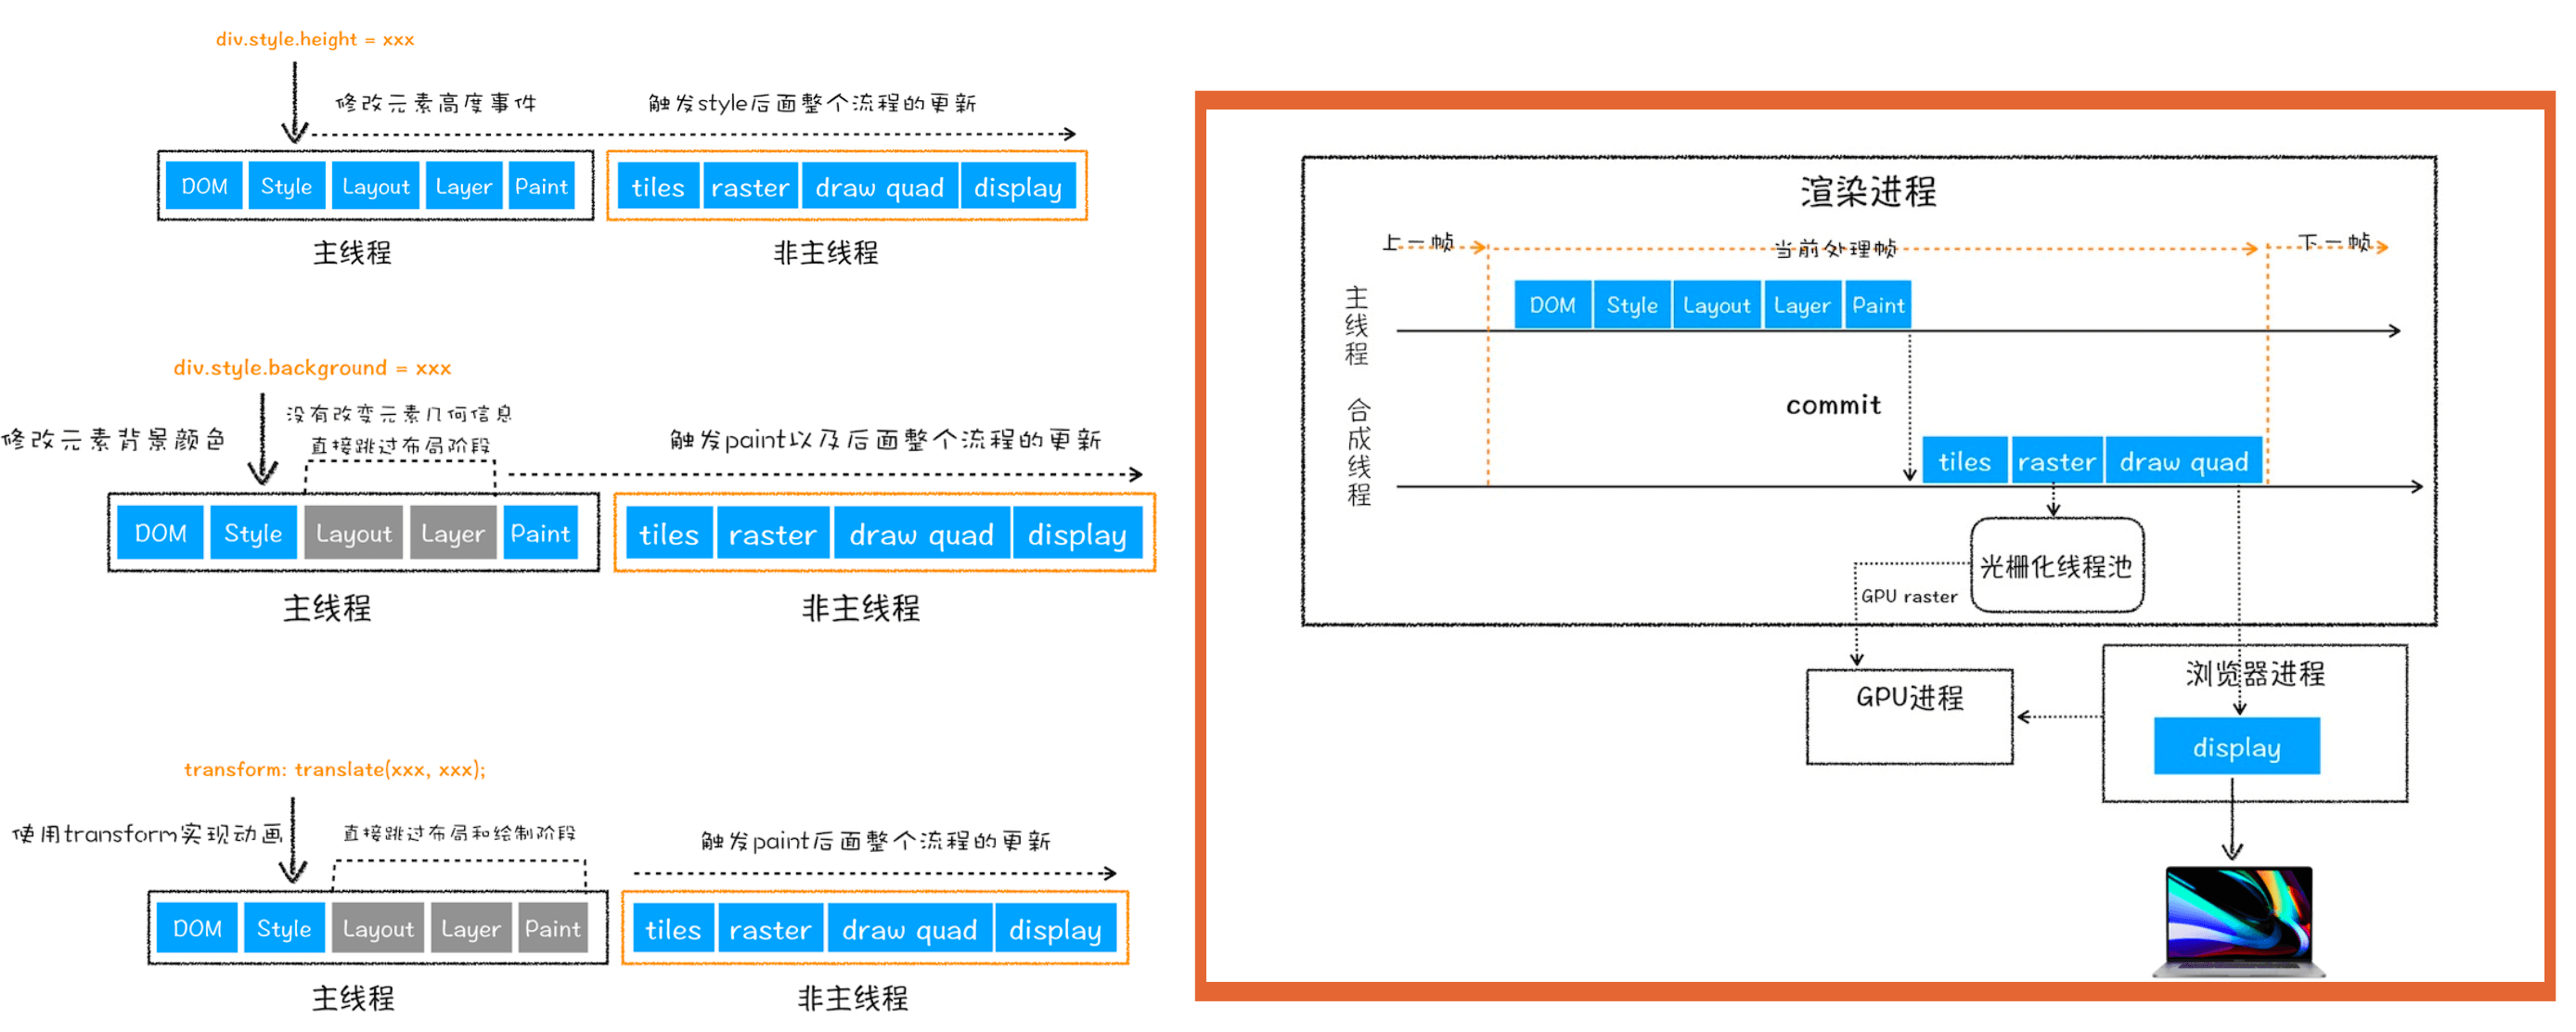 div.style.height = xxx
修改元素高度事件
触发style后面整个流程的更新
DOM Style Layout Layer Paint
tiles raster draw quad display
主线程
非主线程
div.style.background = xxx
修改元素背景颜色
没有改变元素几何信息
直接跳过布局阶段
触发paint以及后面整个流程的更新
DOM Style Layout Layer Paint
tiles raster draw quad display
主线程
非主线程
transform: translate(xxx, xxx);
使用transform实现动画
直接跳过布局和绘制阶段
触发paint后面整个流程的更新
DOM Style Layout Layer Paint
tiles raster draw quad display
主线程
非主线程
渲染进程
上一帧
当前处理帧
下一帧
主线程
DOM Style Layout Layer Paint
commit
合成线程
tiles raster draw quad
光栅化线程池
GPU raster
GPU进程
浏览器进程
display